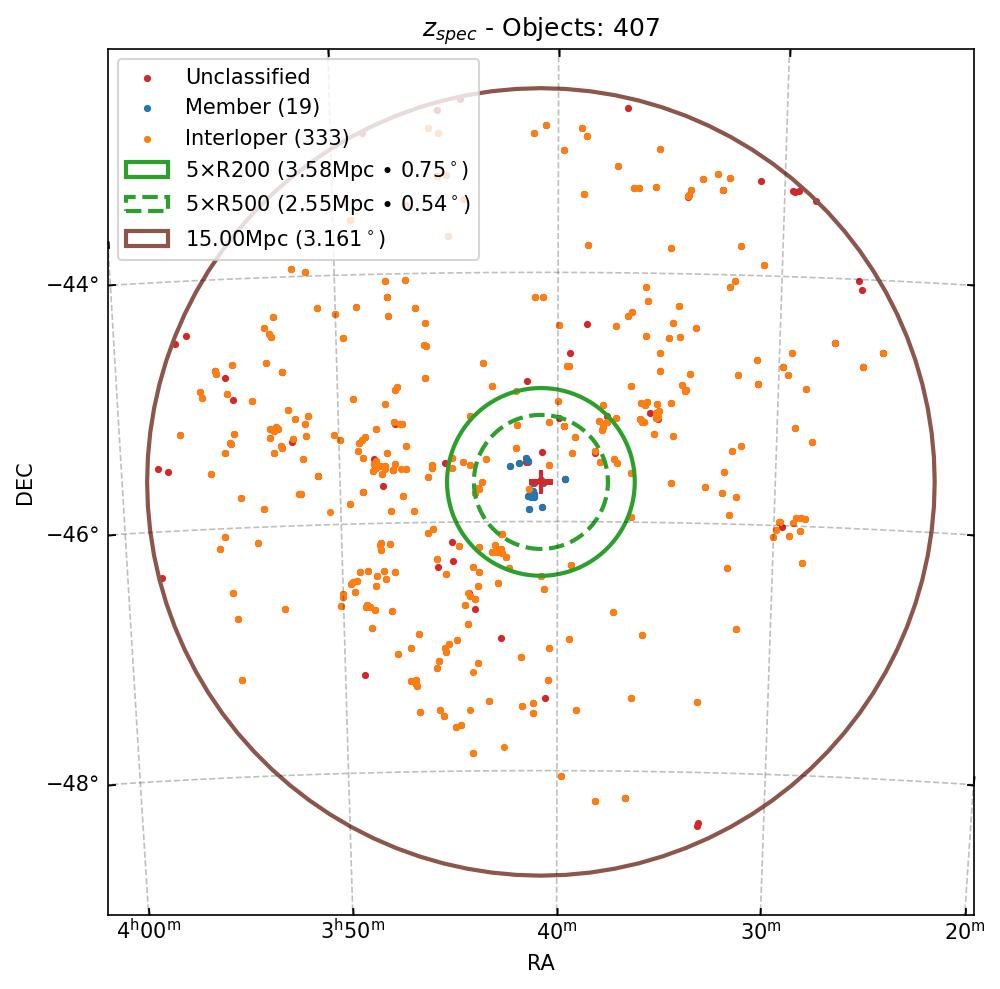 z_spec - Objects: 407
Unclassified
Member (19)
Interloper (333)
5×R200 (3.58Mpc • 0.75°)
5×R500 (2.55Mpc • 0.54°)
15.00Mpc (3.161°)
−44°
−46°
−48°
DEC
4ʰ00ᵐ 3ʰ50ᵐ 40ᵐ 30ᵐ 20ᵐ
RA